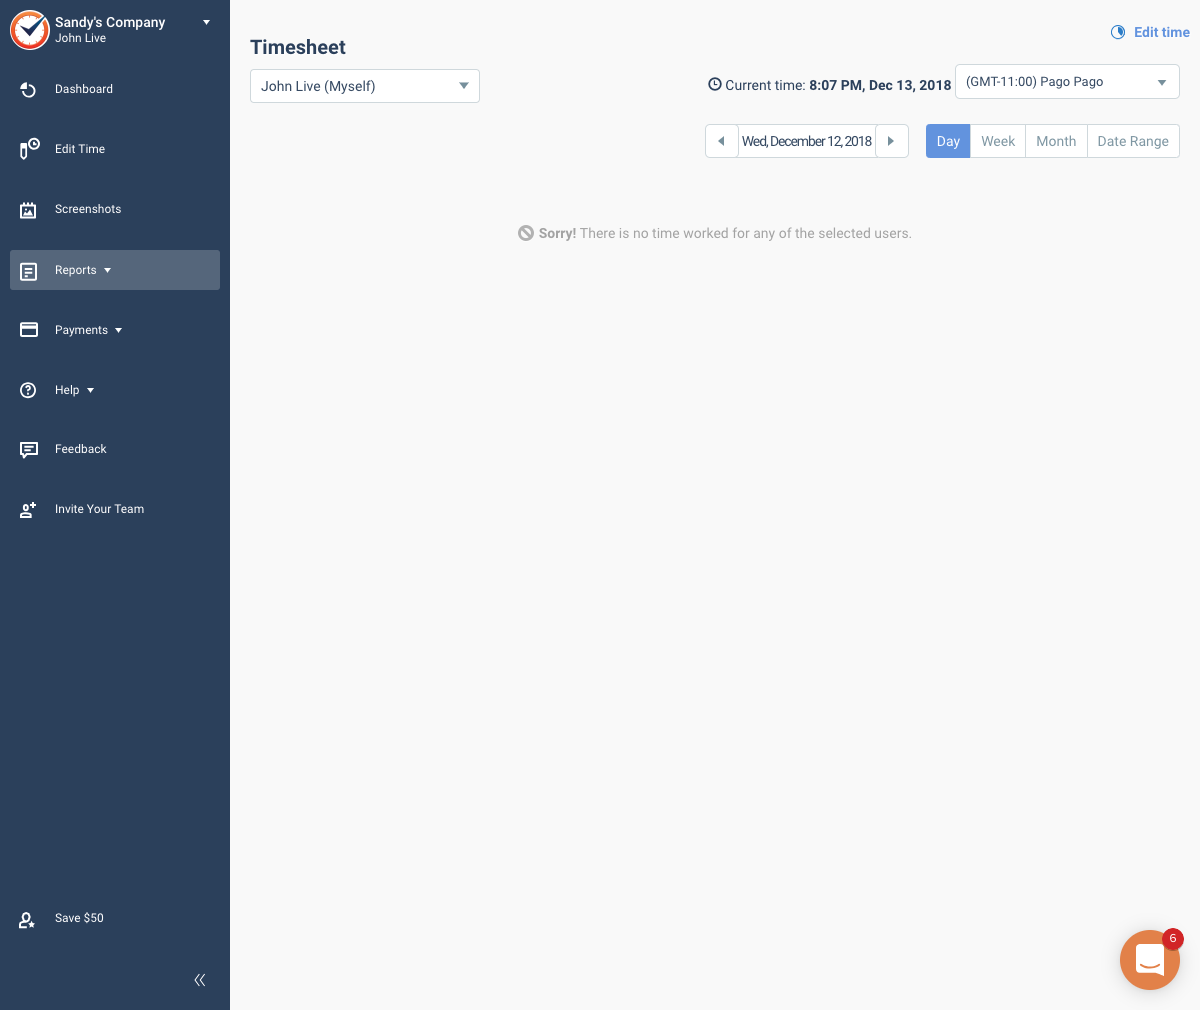 Sandy's Company
John Live
Dashboard
Edit Time
Screenshots
Reports
Payments
Help
Feedback
Invite Your Team
Save $50
Edit time
Timesheet
John Live (Myself)
Current time: 8:07 PM, Dec 13, 2018
(GMT-11:00) Pago Pago
Wed, December 12, 2018
Day Week Month Date Range
Sorry! There is no time worked for any of the selected users.
6